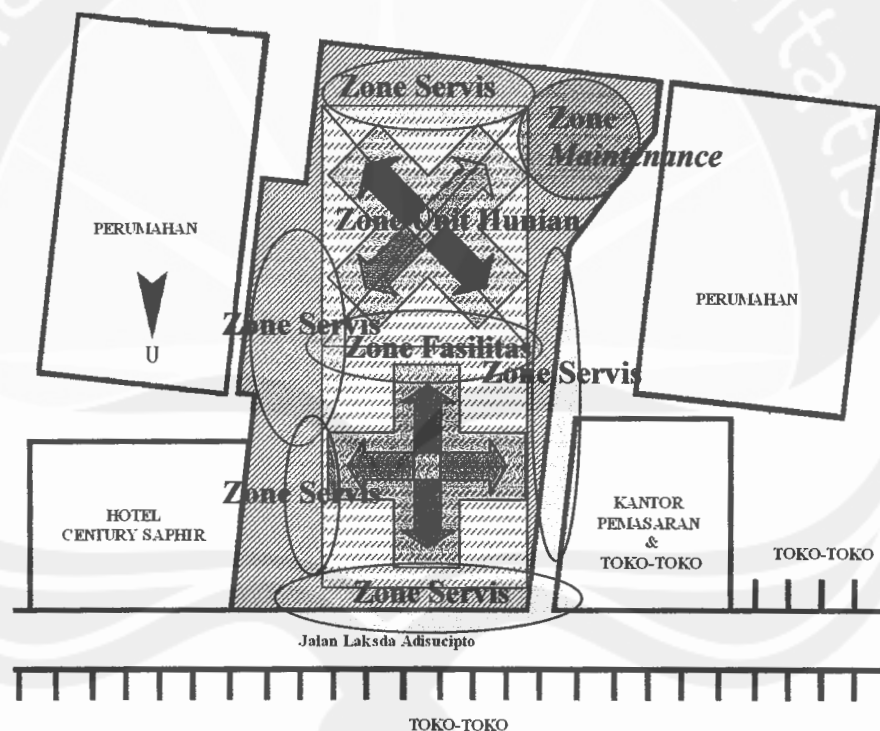 Zone Servis
Zone
Maintenance
PERUMAHAN
Zone Unit Hunian
PERUMAHAN
U
Zone Servis
Zone Fasilitas
Zone Servis
Zone Servis
HOTEL
CENTURY SAPHIR
KANTOR
PEMASARAN
&
TOKO-TOKO
TOKO-TOKO
Zone Servis
Jalan Laksda Adisucipto
TOKO-TOKO